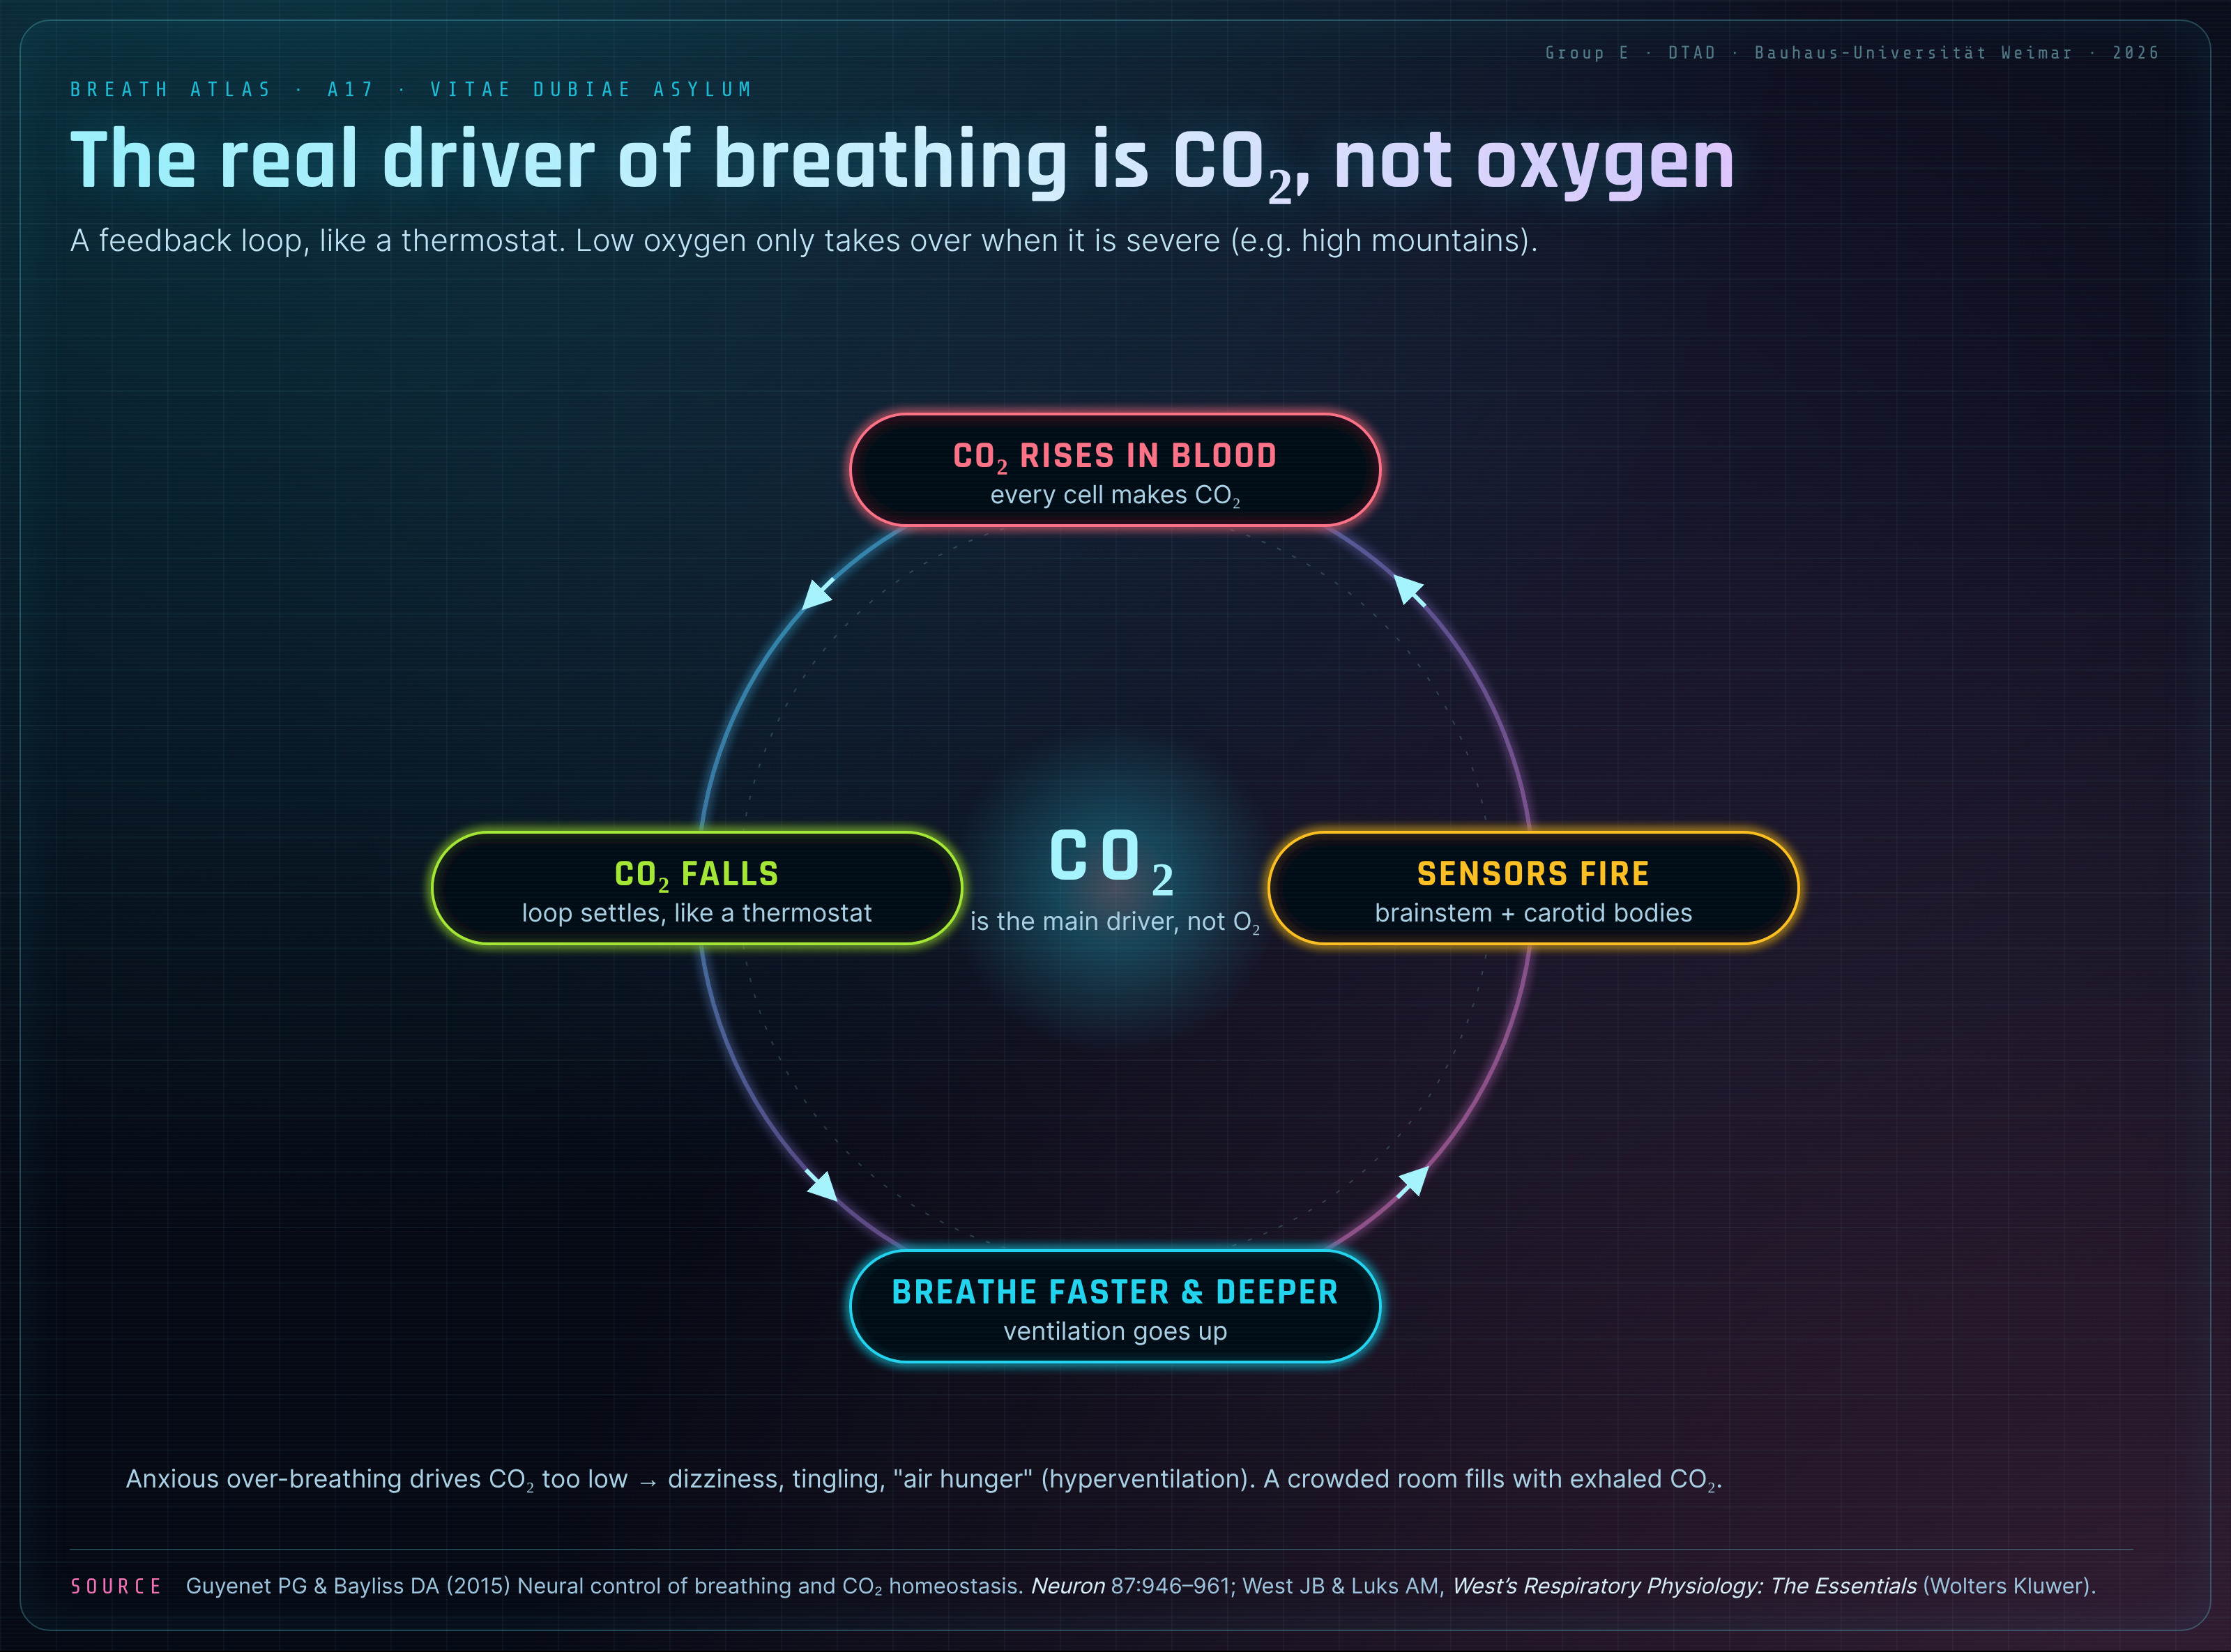 Group E · DTAD · Bauhaus-Universität Weimar · 2026
BREATH ATLAS · A17 · VITAE DUBIAE ASYLUM
The real driver of breathing is CO₂, not oxygen
A feedback loop, like a thermostat. Low oxygen only takes over when it is severe (e.g. high mountains).
CO₂ RISES IN BLOOD
every cell makes CO₂
CO₂ FALLS
loop settles, like a thermostat
CO₂
is the main driver, not O₂
SENSORS FIRE
brainstem + carotid bodies
BREATHE FASTER & DEEPER
ventilation goes up
Anxious over-breathing drives CO₂ too low → dizziness, tingling, "air hunger" (hyperventilation). A crowded room fills with exhaled CO₂.
SOURCE Guyenet PG & Bayliss DA (2015) Neural control of breathing and CO₂ homeostasis. Neuron 87:946–961; West JB & Luks AM, West’s Respiratory Physiology: The Essentials (Wolters Kluwer).